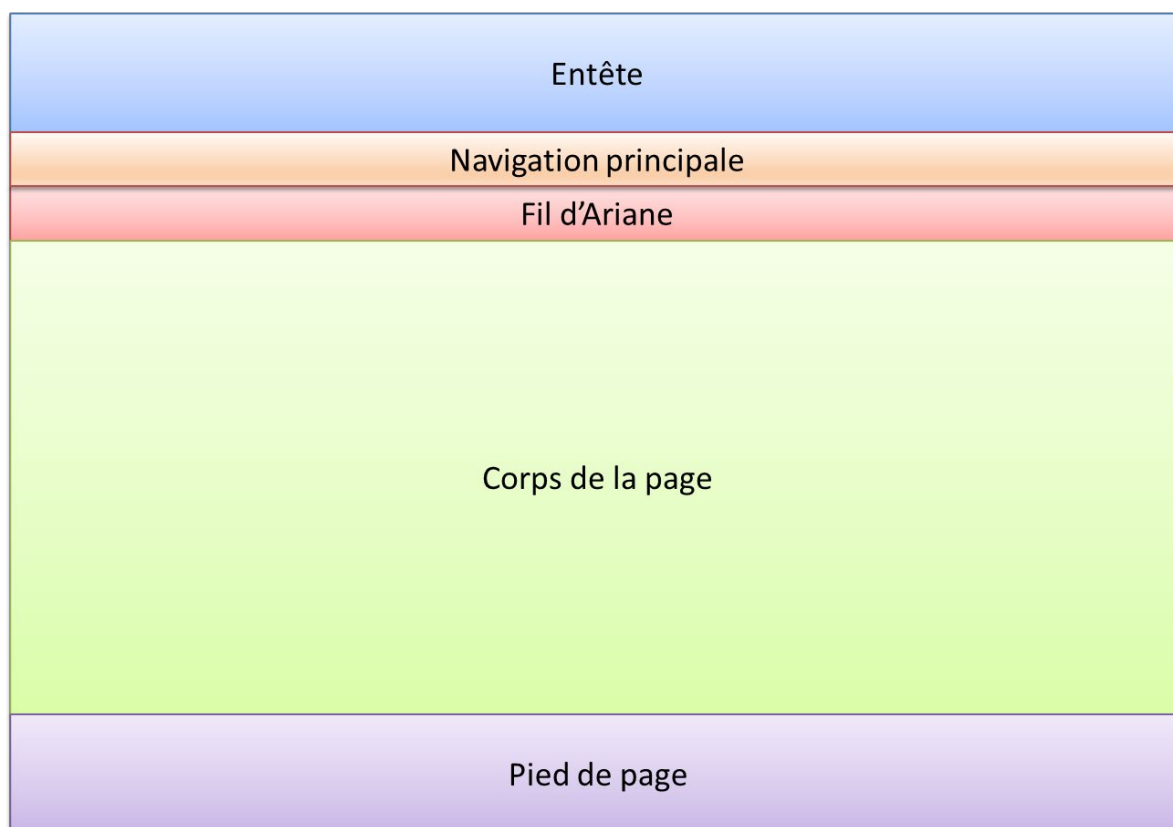 Entête
Navigation principale
Fil d’Ariane
Corps de la page
Pied de page